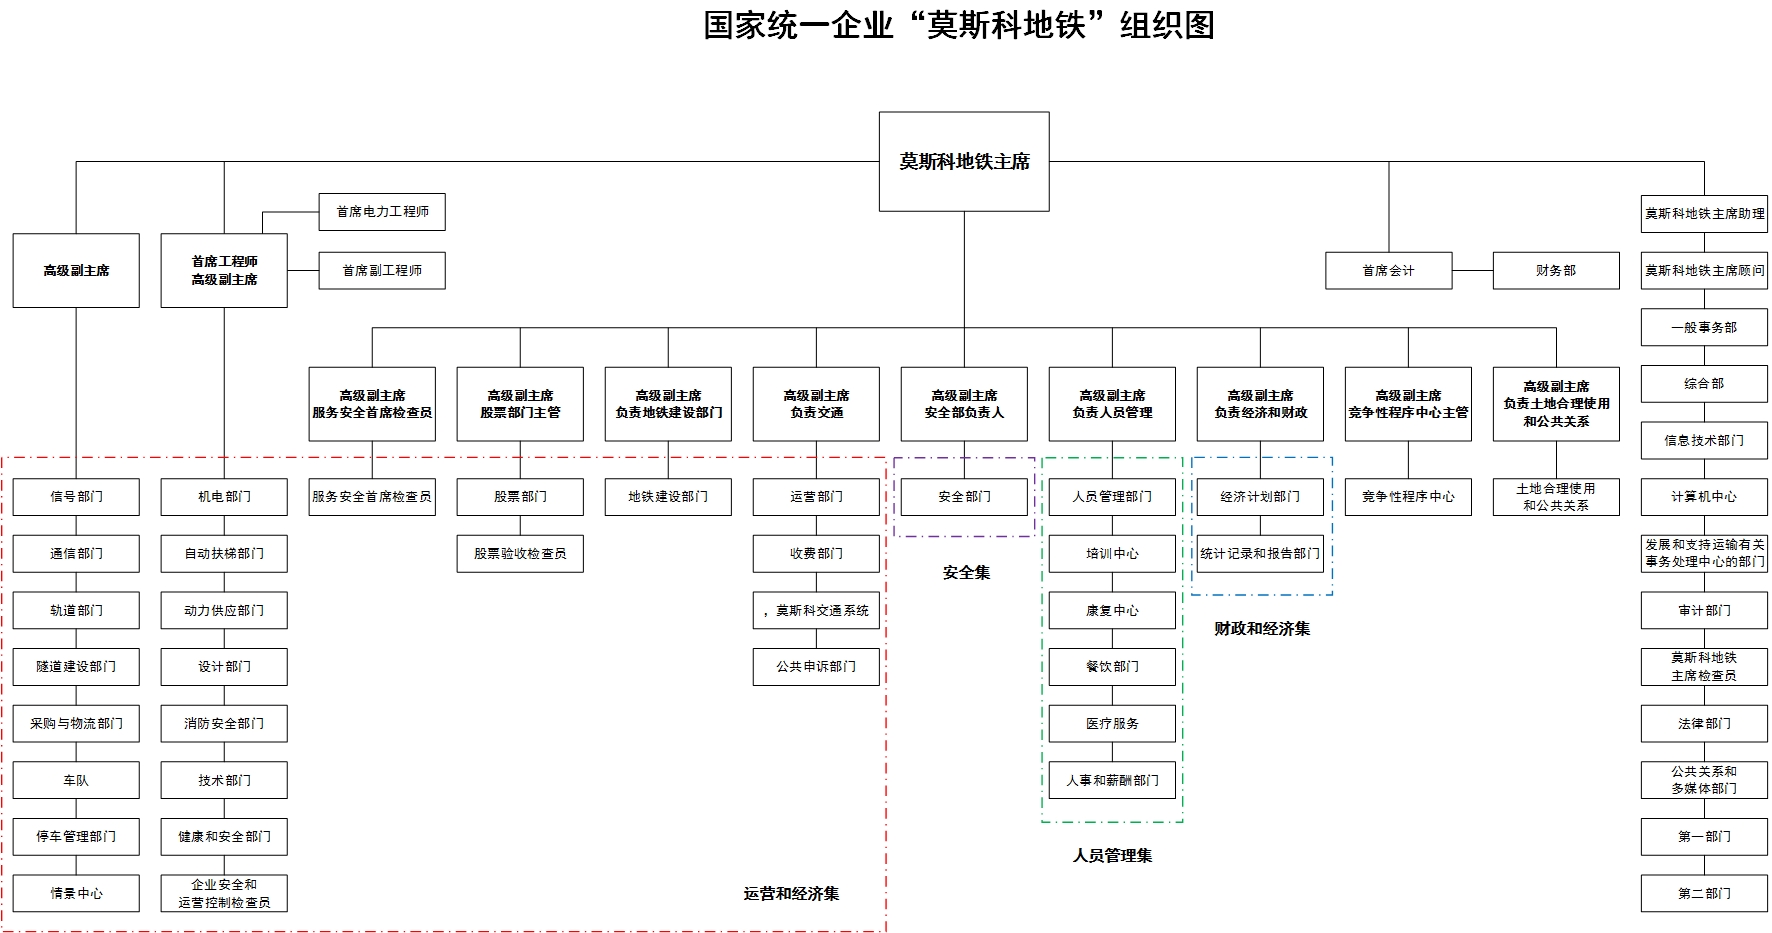 国家统一企业“莫斯科地铁”组织图
莫斯科地铁主席
首席电力工程师
首席副工程师
高级副主席
首席工程师
高级副主席
首席会计
财务部
莫斯科地铁主席助理
莫斯科地铁主席顾问
一般事务部
综合部
信息技术部门
计算机中心
发展和支持运输有关
事务处理中心的部门
审计部门
莫斯科地铁
主席检查员
法律部门
公共关系和
多媒体部门
第一部门
第二部门
高级副主席
服务安全首席检查员
高级副主席
股票部门主管
高级副主席
负责地铁建设部门
高级副主席
负责交通
高级副主席
安全部负责人
高级副主席
负责人员管理
高级副主席
负责经济和财政
高级副主席
竞争性程序中心主管
高级副主席
负责土地合理使用
和公共关系
信号部门
通信部门
轨道部门
隧道建设部门
采购与物流部门
车队
停车管理部门
情景中心
机电部门
自动扶梯部门
动力供应部门
设计部门
消防安全部门
技术部门
健康和安全部门
企业安全和
运营控制检查员
服务安全首席检查员
股票部门
股票验收检查员
地铁建设部门
运营部门
收费部门
，莫斯科交通系统
公共申诉部门
运营和经济集
安全部门
安全集
人员管理部门
培训中心
康复中心
餐饮部门
医疗服务
人事和薪酬部门
人员管理集
经济计划部门
统计记录和报告部门
财政和经济集
竞争性程序中心
土地合理使用
和公共关系